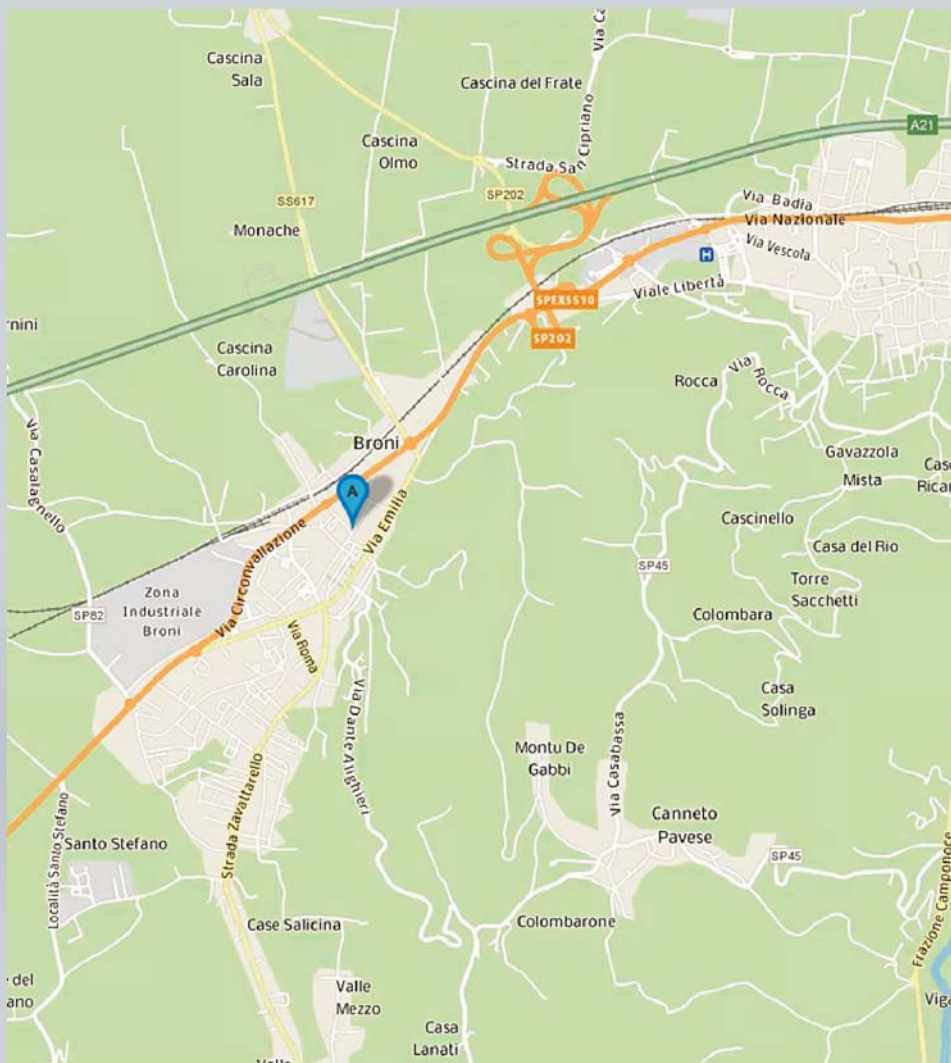 Via Ca
Cascina
Sala
Cascina del Frate
A21
Cascina
Olmo
Strada San Cipriano
SP202
Via Badia
SS617
Via Nazionale
Monache
Via Vescola
H
Viale Libertà
SPEXSS10
rnini
SP202
Cascina
Carolina
Via Rocca
Rocca
Via Casalagnello
Broni
Gavazzola
Cas
Mista
Rican
A
Cascinello
Via Emilia
Casa del Rio
Via Circonvallazione
SP45
Torre
Sacchetti
Zona
Industriale
Broni
SP62
Colombara
Via Roma
Casa
Solinga
Via Dante Alighieri
Montu De
Gabbi
Via Casabassa
Strada Zavattarello
Canneto
Pavese
Località Santo Stefano
Santo Stefano
SP45
Frazione Camponoce
Case Salicina
Colombarone
del
ano
Valle
Mezzo
Viga
Casa
Lanati
Valle